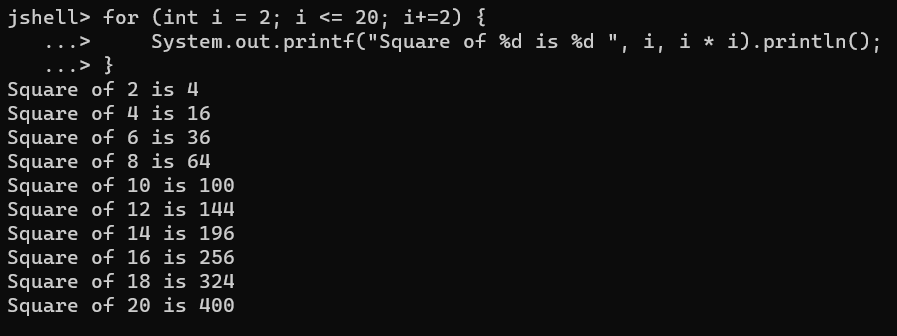 jshell> for (int i = 2; i <= 20; i+=2) {
   ...>     System.out.printf("Square of %d is %d ", i, i * i).println();
   ...> }
Square of 2 is 4
Square of 4 is 16
Square of 6 is 36
Square of 8 is 64
Square of 10 is 100
Square of 12 is 144
Square of 14 is 196
Square of 16 is 256
Square of 18 is 324
Square of 20 is 400